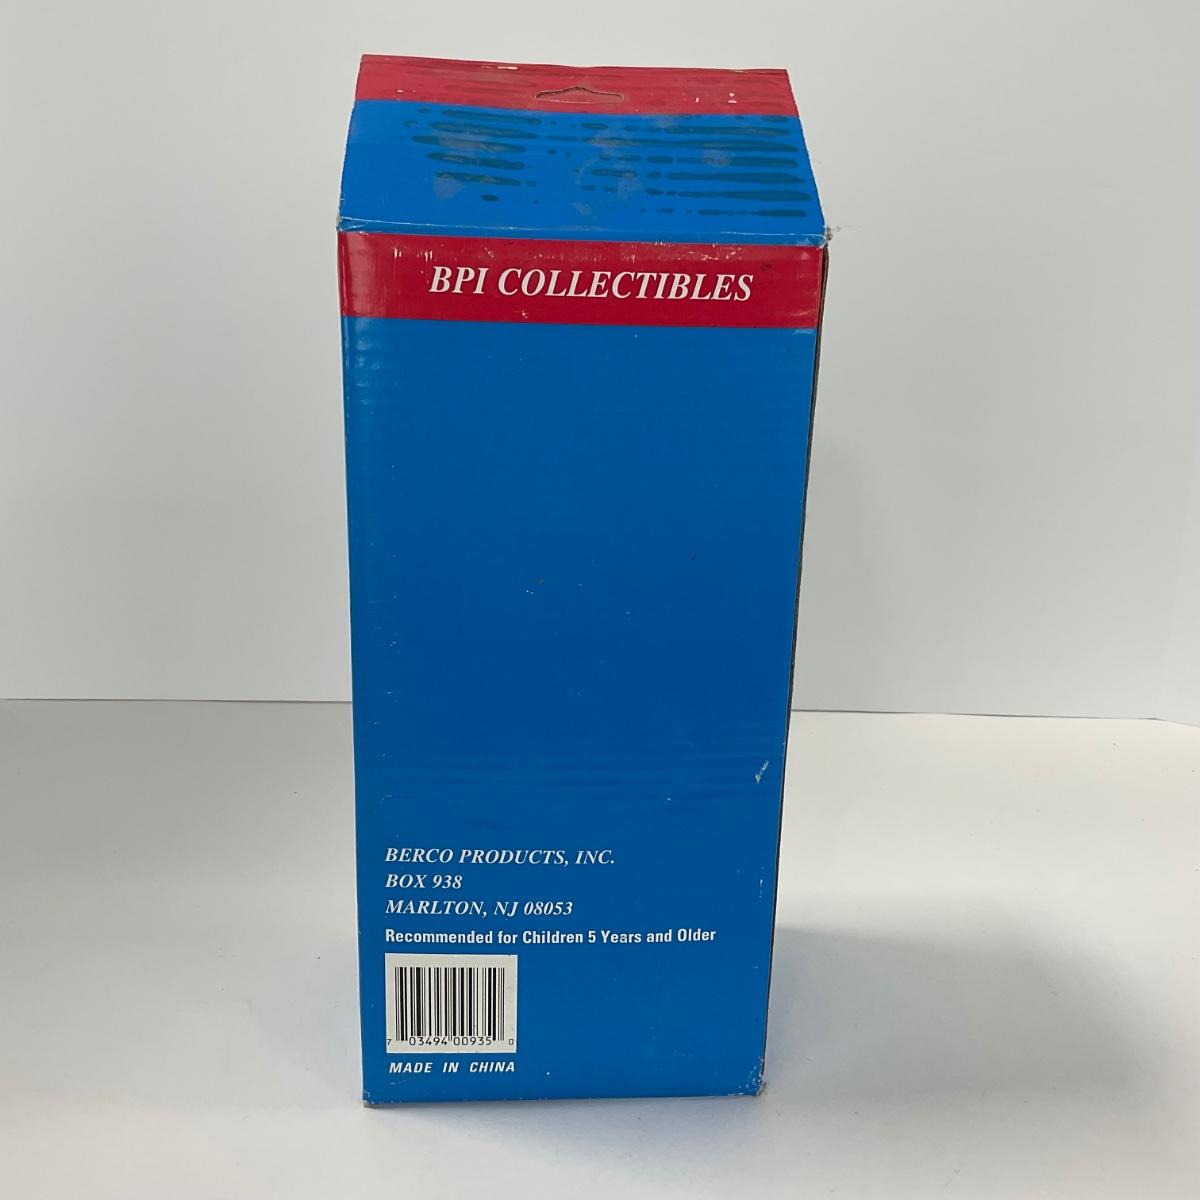 BPI COLLECTIBLES
BERCO PRODUCTS, INC.
BOX 938
MARLTON, NJ 08053
Recommended for Children 5 Years and Older
7 03494 00935 0
MADE IN CHINA